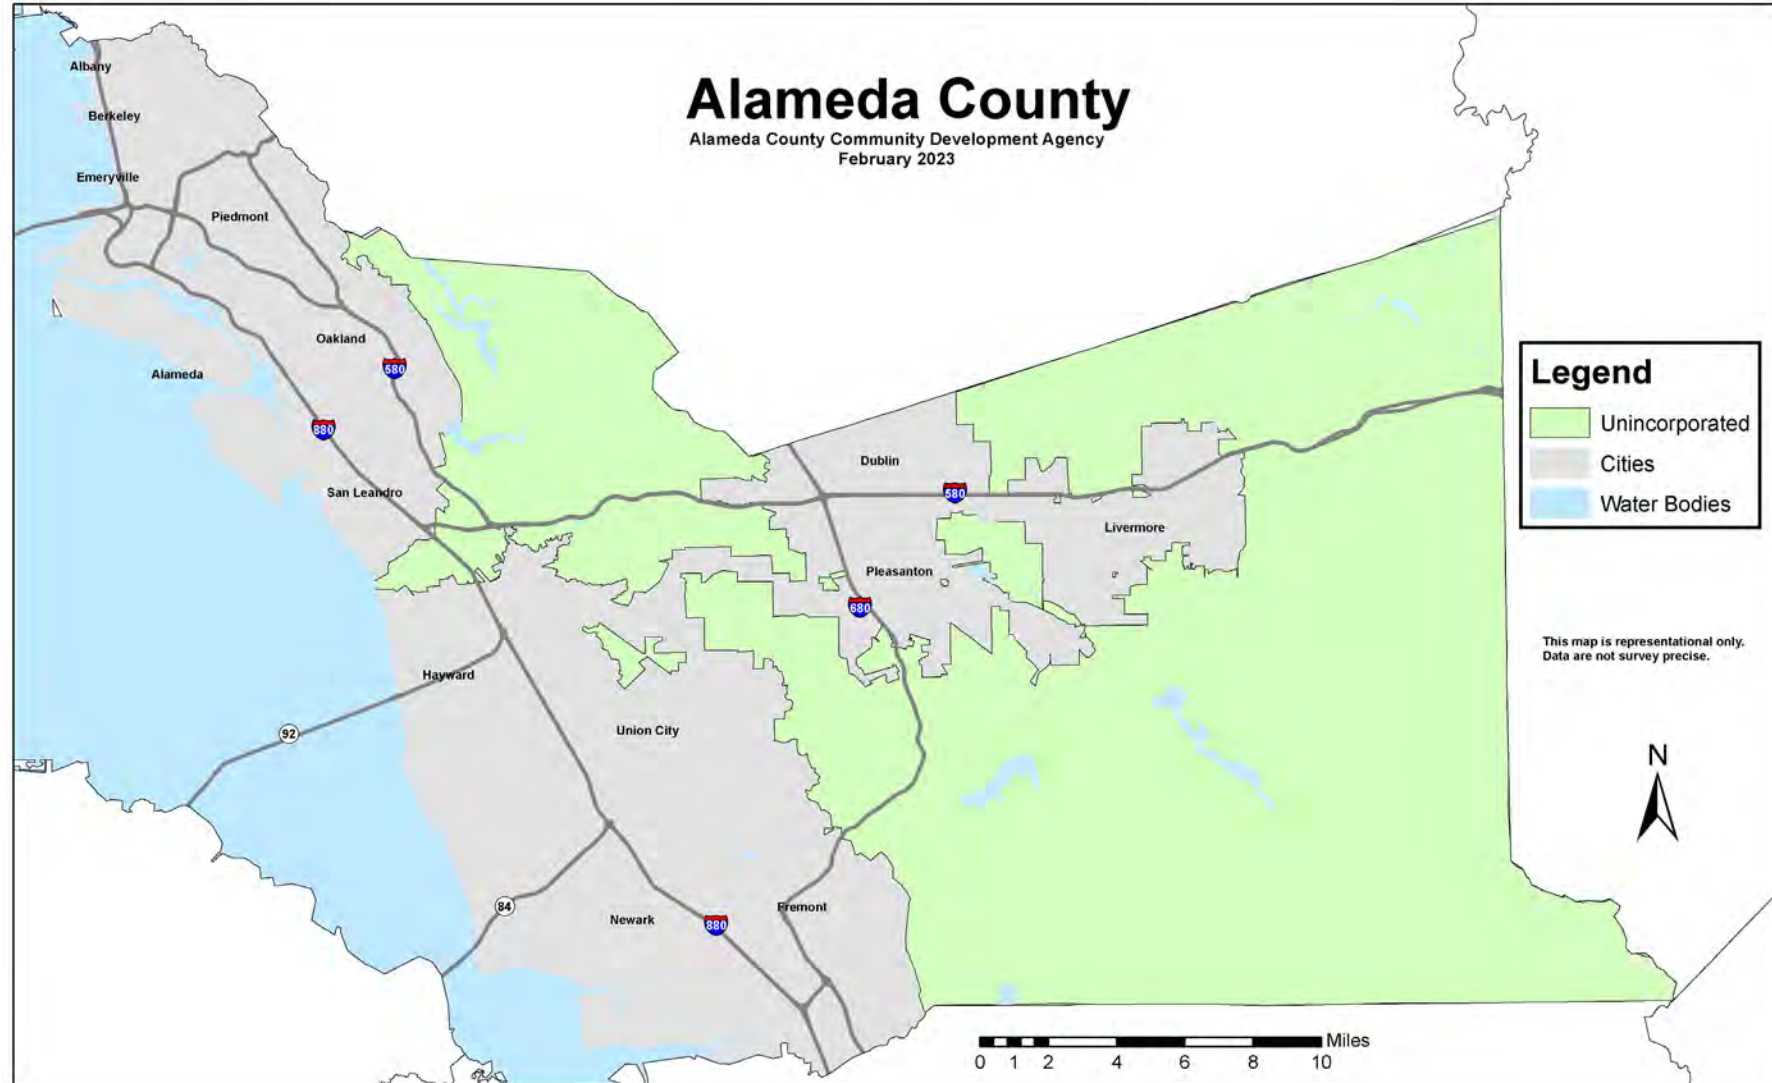 Alameda County
Alameda County Community Development Agency
February 2023
Albany
Berkeley
Emeryville
Piedmont
Oakland
580
Alameda
880
San Leandro
Dublin
580
Livermore
Pleasanton
680
Hayward
92
Union City
84
Newark
880
Fremont
Legend
Unincorporated
Cities
Water Bodies
This map is representational only.
Data are not survey precise.
N
Miles
0 1 2 4 6 8 10